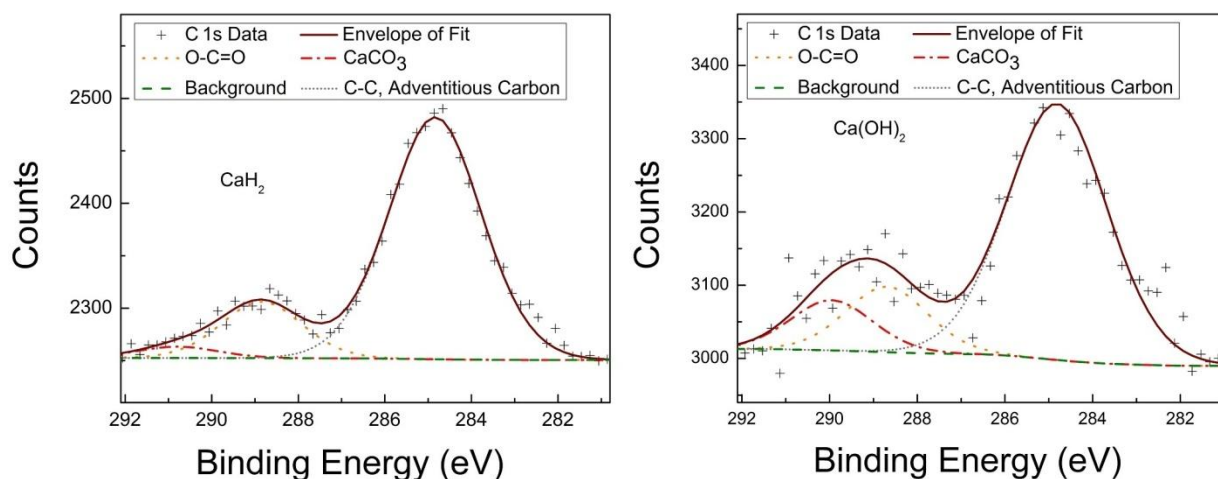 C 1s Data Envelope of Fit
O-C=O CaCO3
Background C-C, Adventitious Carbon
2500
2400
2300
CaH2
Counts
292 290 288 286 284 282
Binding Energy (eV)
C 1s Data Envelope of Fit
O-C=O CaCO3
Background C-C, Adventitious Carbon
3400
3300
3200
3100
3000
Ca(OH)2
Counts
292 290 288 286 284 282
Binding Energy (eV)